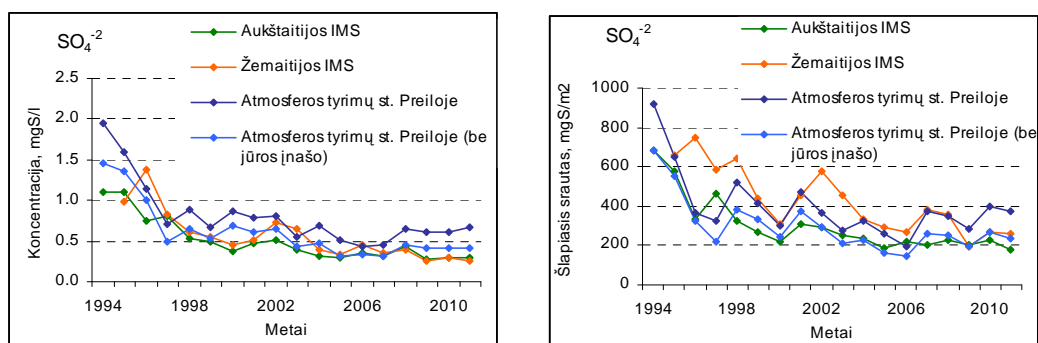 SO₄⁻²
Aukštaitijos IMS
Žemaitijos IMS
Atmosferos tyrimų st. Preiloje
Atmosferos tyrimų st. Preiloje (be
jūros įnašo)
Koncentracija, mgS/l
2.5
2.0
1.5
1.0
0.5
0.0
1994
1998
2002
2006
2010
Metai
SO₄⁻²
Aukštaitijos IMS
Žemaitijos IMS
Atmosferos tyrimų st. Preiloje
Atmosferos tyrimų st. Preiloje (be
jūros įnašo)
Šlapiasis srautas, mgS/m2
1000
800
600
400
200
0
1994
1998
2002
2006
2010
Metai